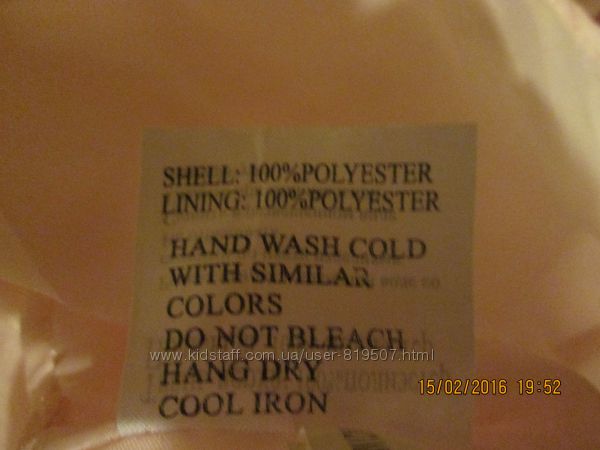 SHELL: 100%POLYESTER
LINING: 100%POLYESTER
HAND WASH COLD
WITH SIMILAR
COLORS
DO NOT BLEACH
www.kidstaff.com.ua/user-819507.html
HANG DRY
15/02/2016 19:52
COOL IRON